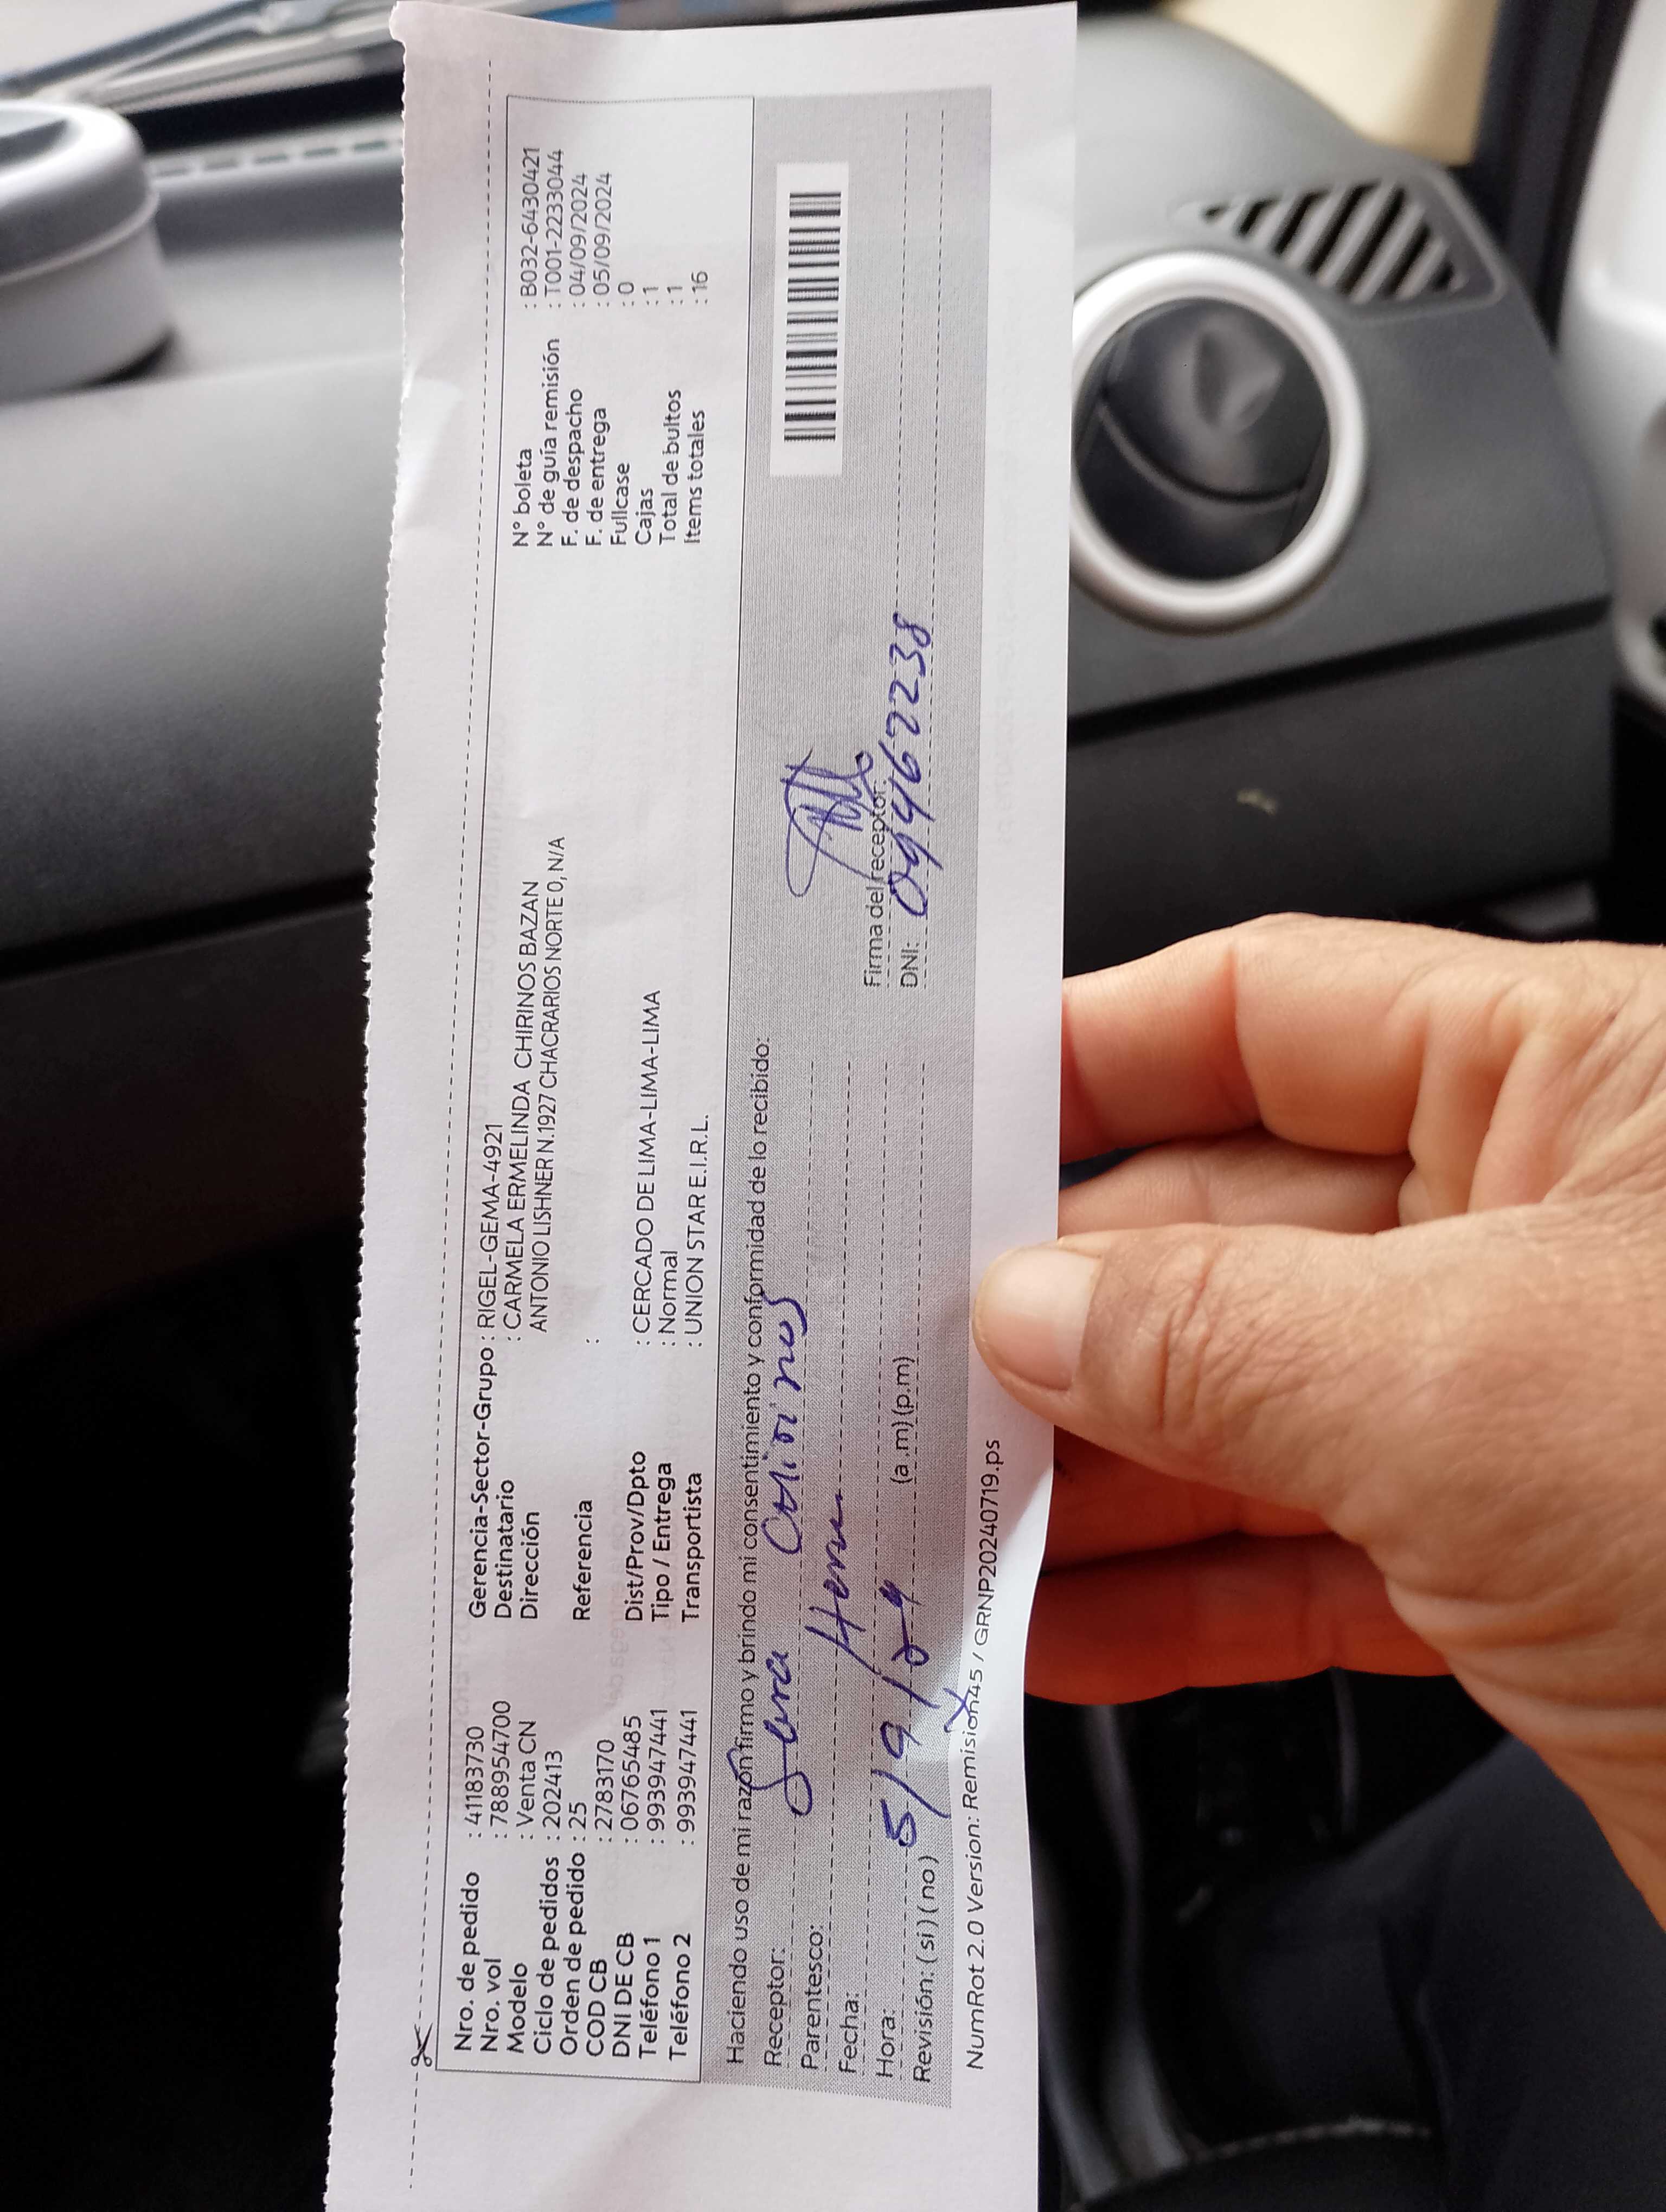 Nro. de pedido : 41183730
Nro. vol : 788954700
Modelo : Venta CN
Ciclo de pedidos : 202413
Orden de pedido : 25
COD CB : 2783170
DNI DE CB : 06765485
Teléfono 1 : 993947441
Teléfono 2 : 993947441
Gerencia-Sector-Grupo : RIGEL-GEMA-4921
Destinatario : CARMELA ERMELINDA CHIRINOS BAZAN
Dirección ANTONIO LISHNER N.1927 CHACRARIOS NORTE 0, N/A
Referencia :
Dist/Prov/Dpto : CERCADO DE LIMA-LIMA-LIMA
Tipo / Entrega : Normal
Transportista : UNION STAR E.I.R.L.
N° boleta : B032-6430421
N° de guía remisión : T001-2233044
F. de despacho : 04/09/2024
F. de entrega : 05/09/2024
Fullcase : 0
Cajas : 1
Total de bultos : 1
Items totales : 16
Haciendo uso de mi razón firmo y brindo mi consentimiento y conformidad de lo recibido:
Receptor: Sara
Parentesco:
Fecha: 5/9/24
Hora: (a.m)(p.m)
Revisión: (si)(no)
Firma del receptor:
DNI: 09462238
NumRot 2.0 Version: Remision45 / GRNP20240719.ps